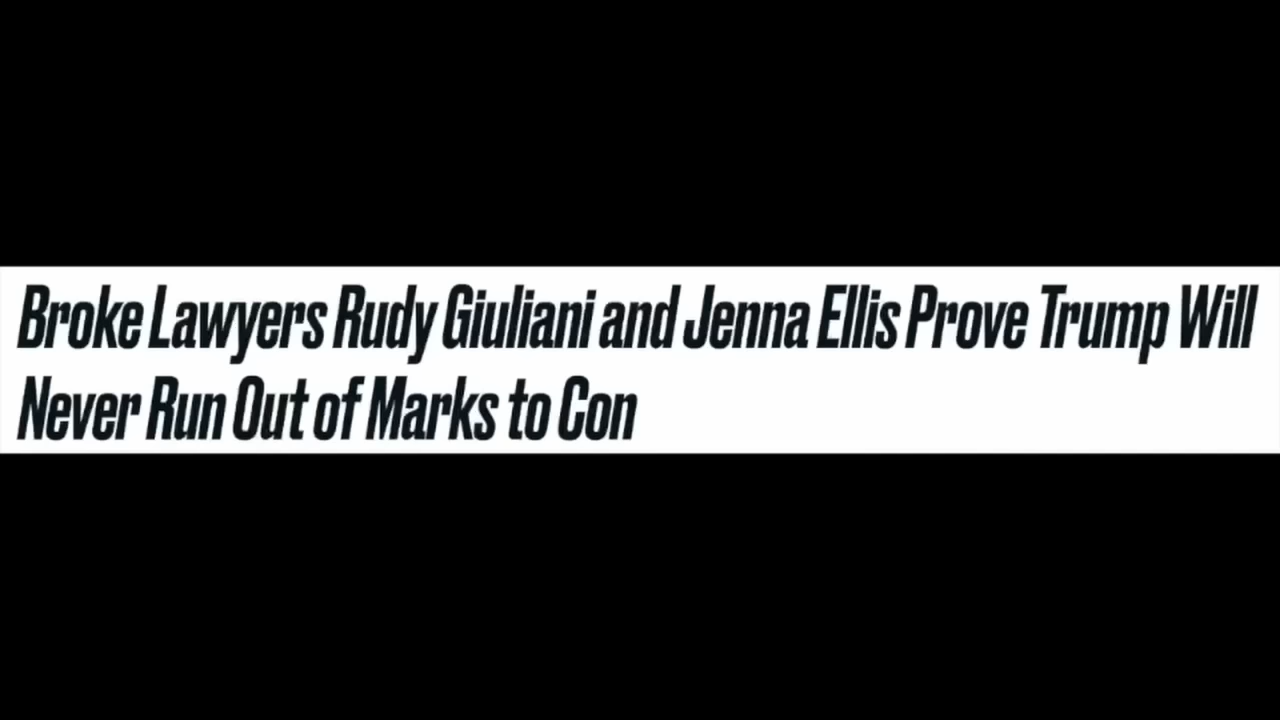 Broke Lawyers Rudy Giuliani and Jenna Ellis Prove Trump Will
Never Run Out of Marks to Con